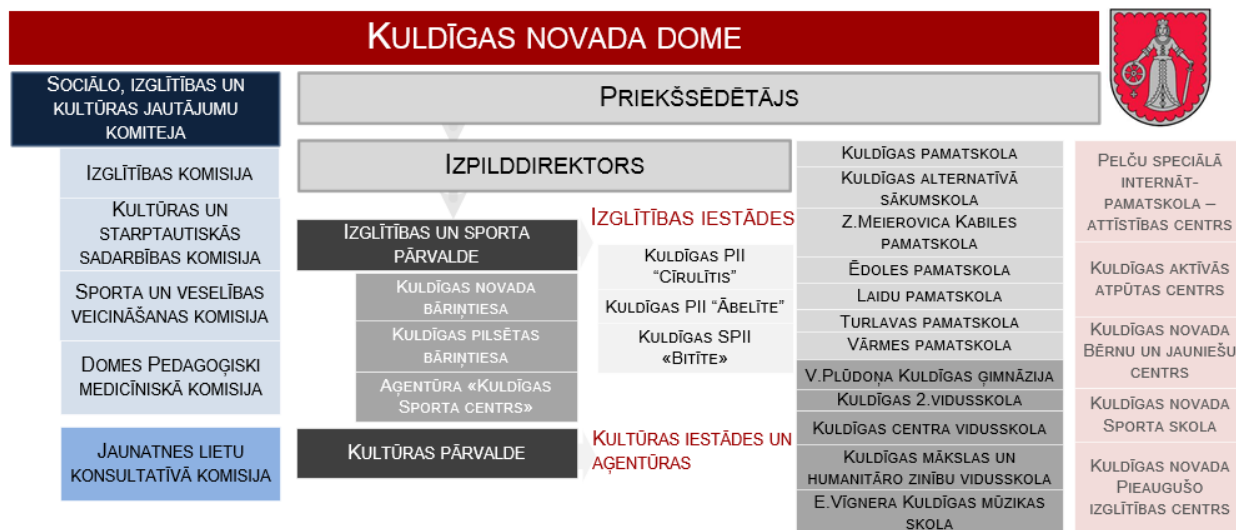 KULDĪGAS NOVADA DOME
SOCIĀLO, IZGLĪTĪBAS UN
KULTŪRAS JAUTĀJUMU
KOMITEJA
IZGLĪTĪBAS KOMISIJA
KULTŪRAS UN
STARPTAUTISKĀS
SADARBĪBAS KOMISIJA
SPORTA UN VESELĪBAS
VEICINĀŠANAS KOMISIJA
DOMES PEDAGOĢISKI
MEDICĪNISKĀ KOMISIJA
JAUNATNES LIETU
KONSULTATĪVĀ KOMISIJA
PRIEKŠSĒDĒTĀJS
IZPILDDIREKTORS
IZGLĪTĪBAS UN SPORTA
PĀRVALDE
KULDĪGAS NOVADA
BĀRIŅTIESA
KULDĪGAS PILSĒTAS
BĀRIŅTIESA
AĢENTŪRA «KULDĪGAS
SPORTA CENTRS»
KULTŪRAS PĀRVALDE
IZGLĪTĪBAS IESTĀDES
KULDĪGAS PII
“CĪRULĪTIS”
KULDĪGAS PII “ĀBELĪTE”
KULDĪGAS SPII
«BITĪTE»
KULTŪRAS IESTĀDES UN
AĢENTŪRAS
KULDĪGAS PAMATSKOLA
KULDĪGAS ALTERNATĪVĀ
SĀKUMSKOLA
Z.MEIEROVICA KABILES
PAMATSKOLA
ĒDOLES PAMATSKOLA
LAIDU PAMATSKOLA
TURLAVAS PAMATSKOLA
VĀRMES PAMATSKOLA
V.PLŪDOŅA KULDĪGAS ĢIMNĀZIJA
KULDĪGAS 2.VIDUSSKOLA
KULDĪGAS CENTRA VIDUSSKOLA
KULDĪGAS MĀKSLAS UN
HUMANITĀRO ZINĪBU VIDUSSKOLA
E.VĪGNERA KULDĪGAS MŪZIKAS
SKOLA
PELČU SPECIĀLĀ
INTERNĀT-
PAMATSKOLA –
ATTĪSTĪBAS CENTRS
KULDĪGAS AKTĪVĀS
ATPŪTAS CENTRS
KULDĪGAS NOVADA
BĒRNU UN JAUNIEŠU
CENTRS
KULDĪGAS NOVADA
SPORTA SKOLA
KULDĪGAS NOVADA
PIEAUGUŠO
IZGLĪTĪBAS CENTRS